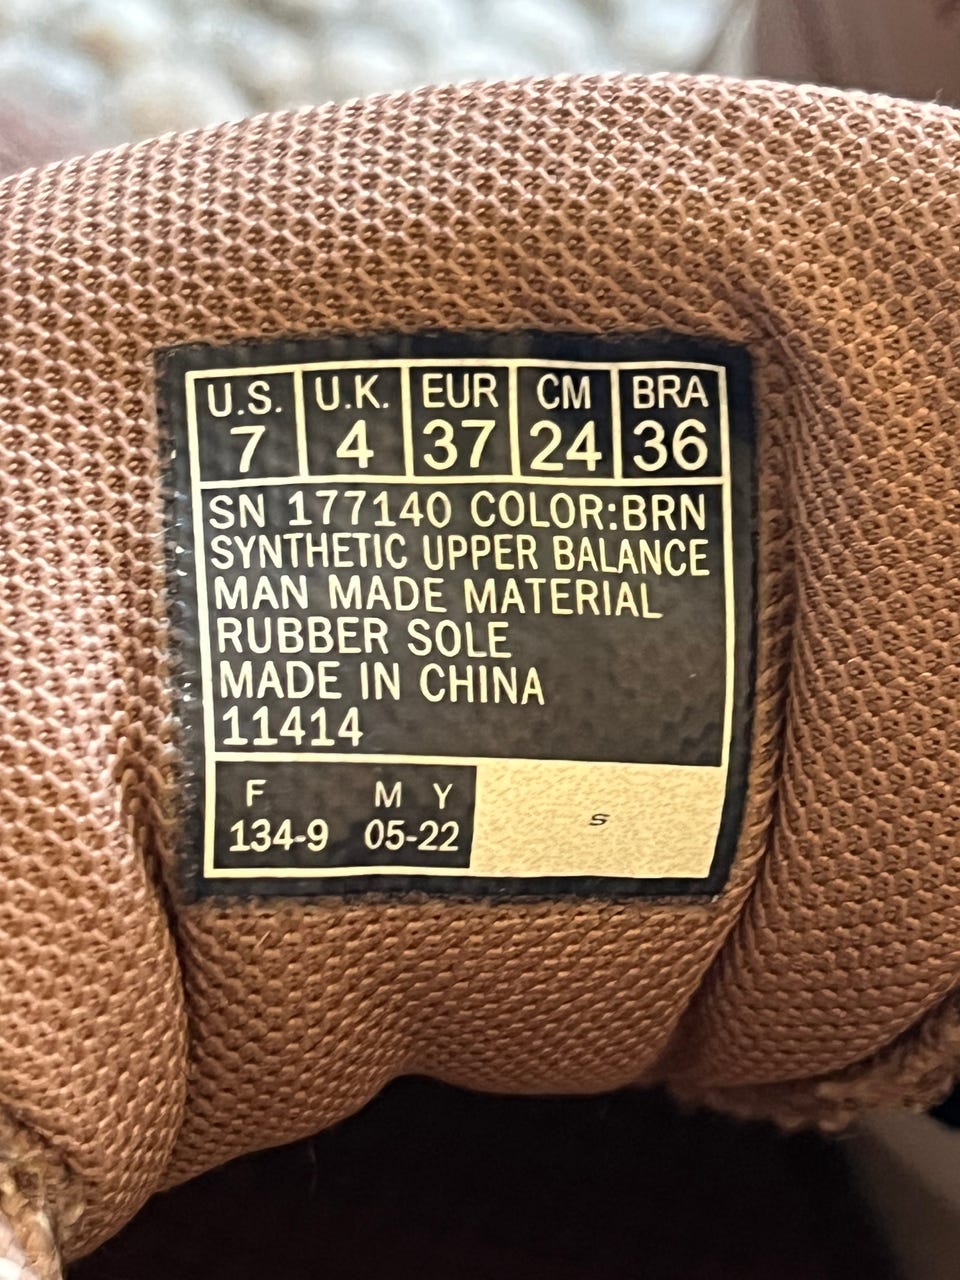 U.S. U.K. EUR CM BRA
7 4 37 24 36
SN 177140 COLOR:BRN
SYNTHETIC UPPER BALANCE
MAN MADE MATERIAL
RUBBER SOLE
MADE IN CHINA
11414
F M Y
134-9 05-22
S